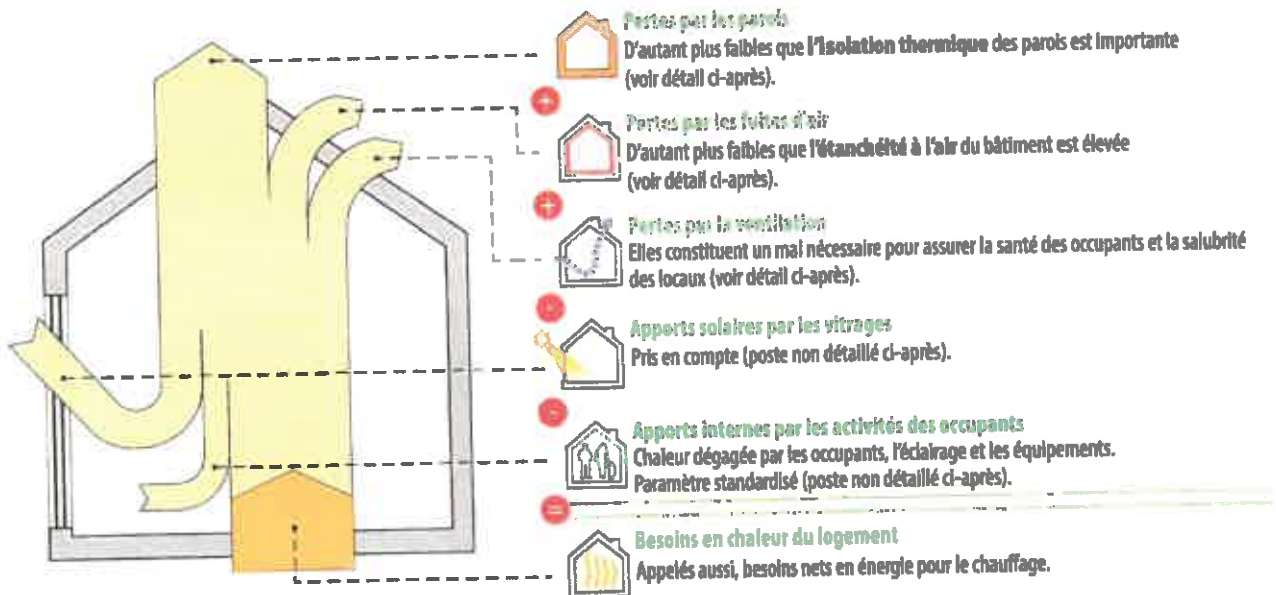 Pertes par les parois
D'autant plus faibles que l'isolation thermique des parois est importante
(voir détail ci-après).
+
Pertes par les fuites d'air
D'autant plus faibles que l'étanchéité à l'air du bâtiment est élevée
(voir détail ci-après).
+
Pertes par la ventilation
Elles constituent un mal nécessaire pour assurer la santé des occupants et la salubrité
des locaux (voir détail ci-après).
-
Apports solaires par les vitrages
Pris en compte (poste non détaillé ci-après).
-
Apports internes par les activités des occupants
Chaleur dégagée par les occupants, l'éclairage et les équipements.
Paramètre standardisé (poste non détaillé ci-après).
=
Besoins en chaleur du logement
Appelés aussi, besoins nets en énergie pour le chauffage.